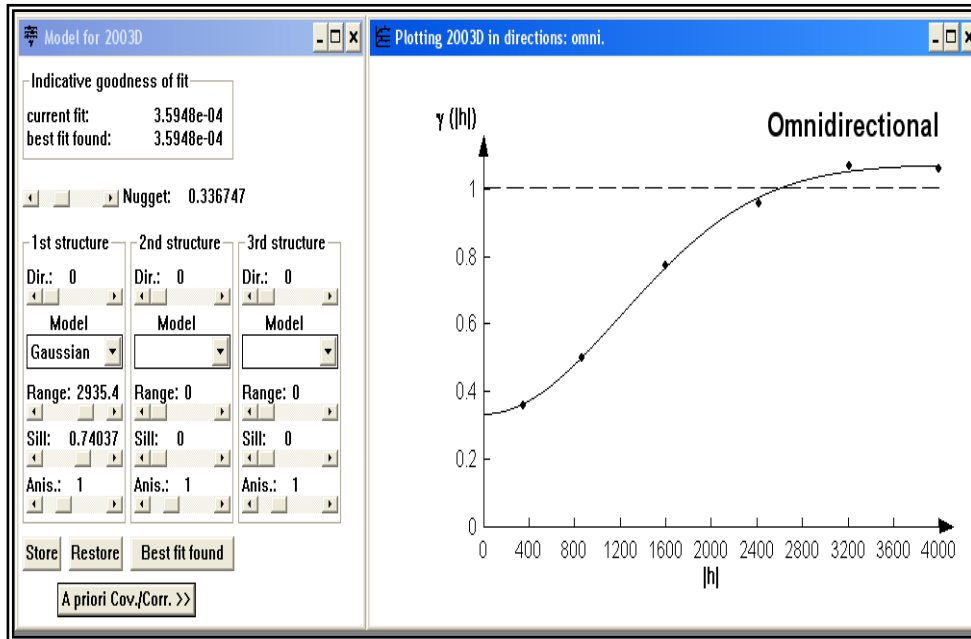 Model for 2003D
Indicative goodness of fit
current fit: 3.5948e-04
best fit found: 3.5948e-04
Nugget: 0.336747
1st structure 2nd structure 3rd structure
Dir.: 0 Dir.: 0 Dir.: 0
Model Model Model
Gaussian
Range: 2935.4 Range: 0 Range: 0
Sill: 0.74037 Sill: 0 Sill: 0
Anis.: 1 Anis.: 1 Anis.: 1
Store Restore Best fit found
A priori Cov./Corr. >>
Plotting 2003D in directions: omni.
γ (|h|)
Omnidirectional
1
0.8
0.6
0.4
0.2
0
0 400 800 1200 1600 2000 2400 2800 3200 3600 4000
|h|